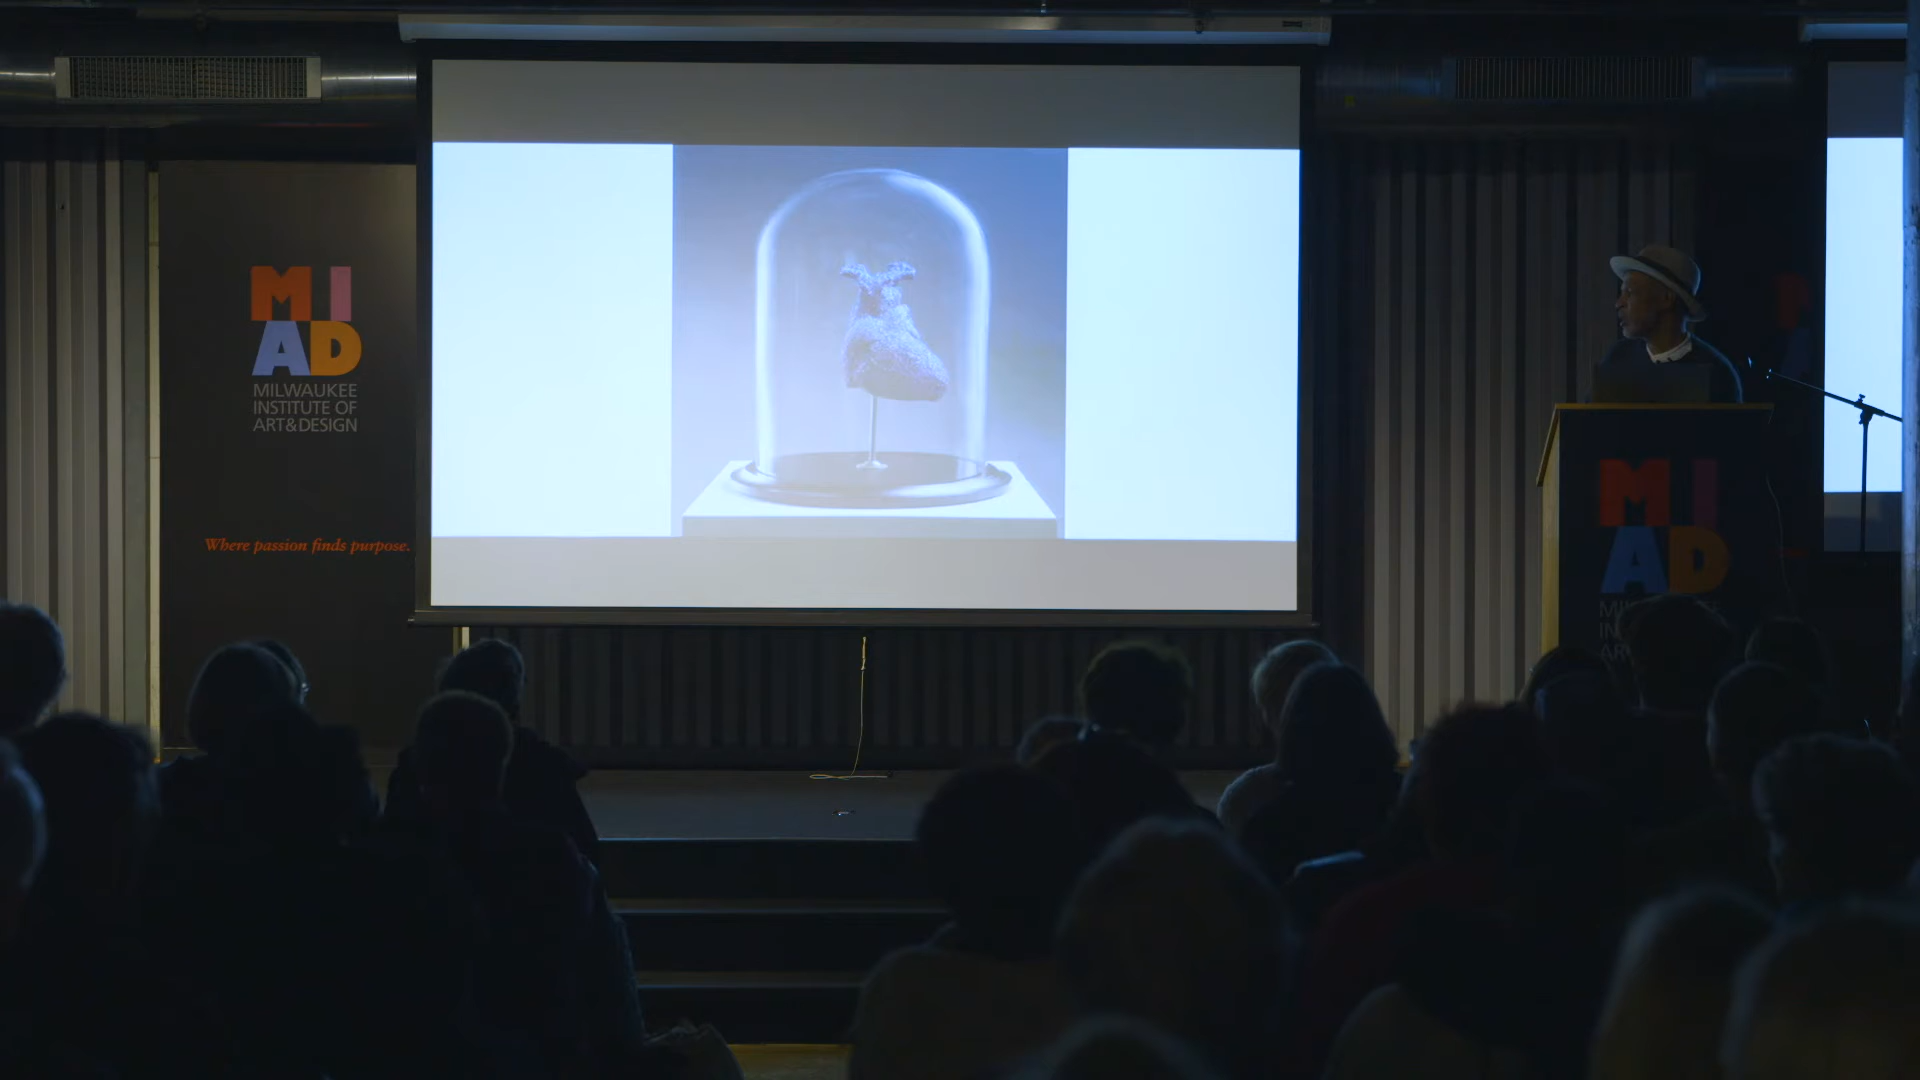 MI
AD
MILWAUKEE
INSTITUTE OF
ART&DESIGN
Where passion finds purpose.
MI
AD